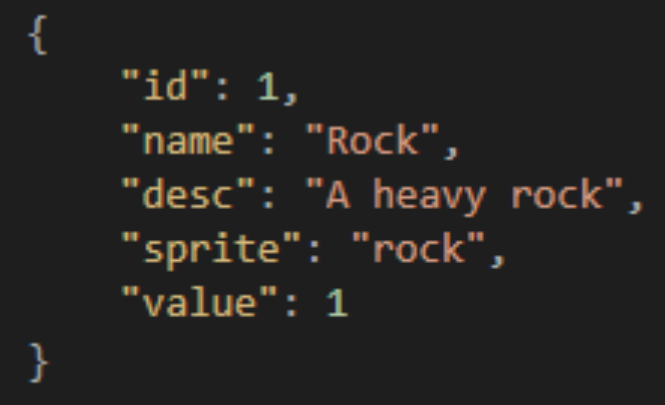 {
    "id": 1,
    "name": "Rock",
    "desc": "A heavy rock",
    "sprite": "rock",
    "value": 1
}